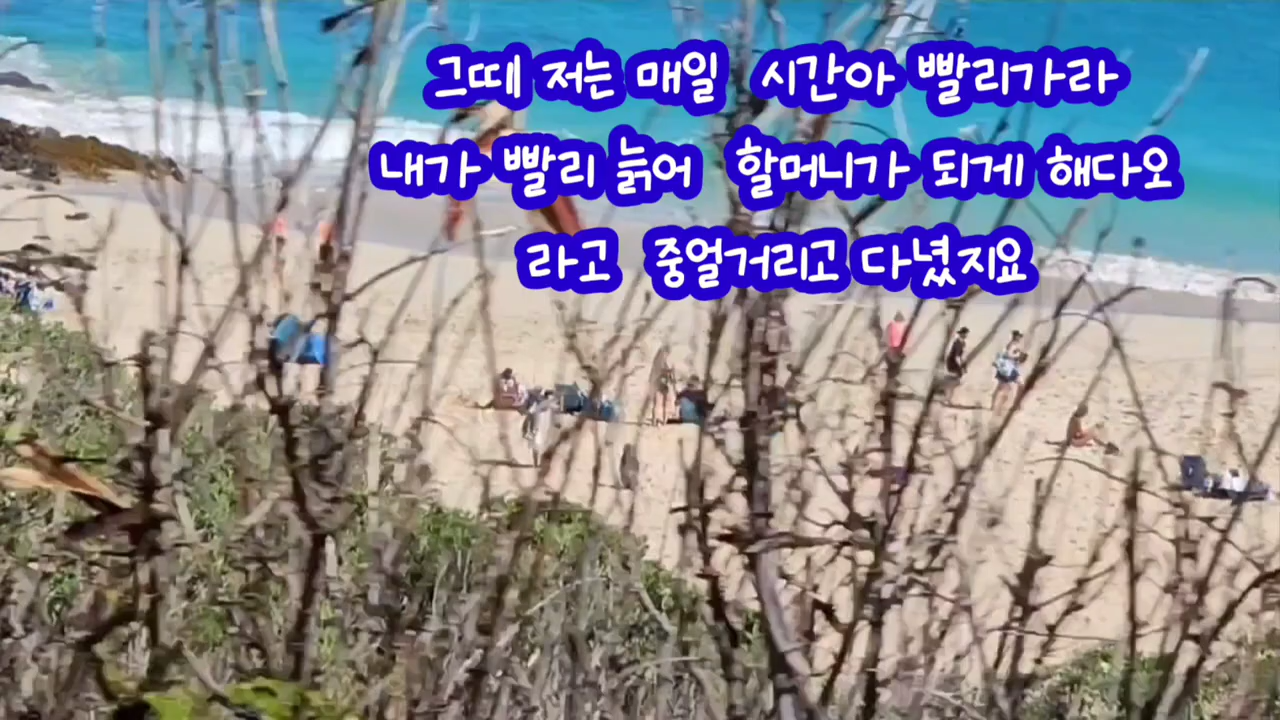 그때 저는 매일 시간아 빨리가라
내가 빨리 늙어 할머니가 되게 해다오
라고 중얼거리고 다녔지요